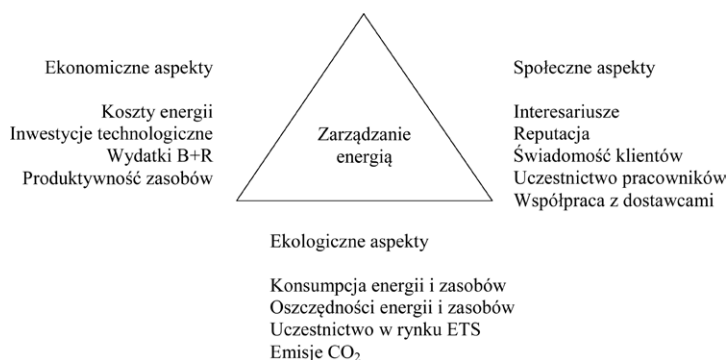 Ekonomiczne aspekty
Koszty energii
Inwestycje technologiczne
Wydatki B+R
Produktywność zasobów
Zarządzanie
energią
Społeczne aspekty
Interesariusze
Reputacja
Świadomość klientów
Uczestnictwo pracowników
Współpraca z dostawcami
Ekologiczne aspekty
Konsumpcja energii i zasobów
Oszczędności energii i zasobów
Uczestnictwo w rynku ETS
Emisje CO₂